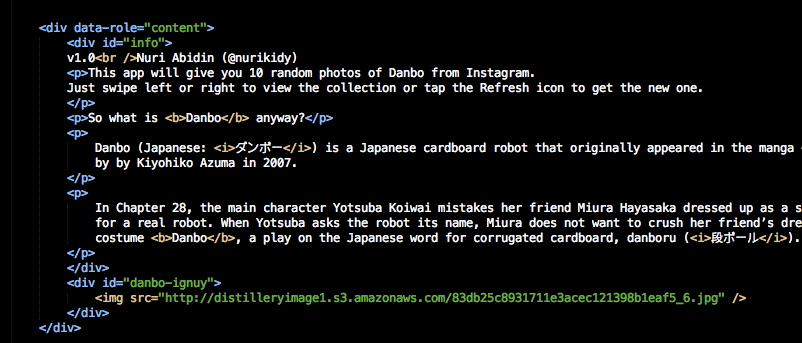 <div data-role="content">
<div id="info">
v1.0<br />Nuri Abidin (@nurikidy)
<p>This app will give you 10 random photos of Danbo from Instagram.
Just swipe left or right to view the collection or tap the Refresh icon to get the new one.
</p>
<p>So what is <b>Danbo</b> anyway?</p>
<p>
Danbo (Japanese: <i>ダンボー</i>) is a Japanese cardboard robot that originally appeared in the manga
by by Kiyohiko Azuma in 2007.
</p>
<p>
In Chapter 28, the main character Yotsuba Koiwai mistakes her friend Miura Hayasaka dressed up as a
for a real robot. When Yotsuba asks the robot its name, Miura does not want to crush her friend’s
costume <b>Danbo</b>, a play on the Japanese word for corrugated cardboard, danboru (<i>段ボール</i>).
</p>
</div>
<div id="danbo-ignuy">
<img src="http://distilleryimage1.s3.amazonaws.com/83db25c8931711e3acec121398b1eaf5_6.jpg" />
</div>
</div>